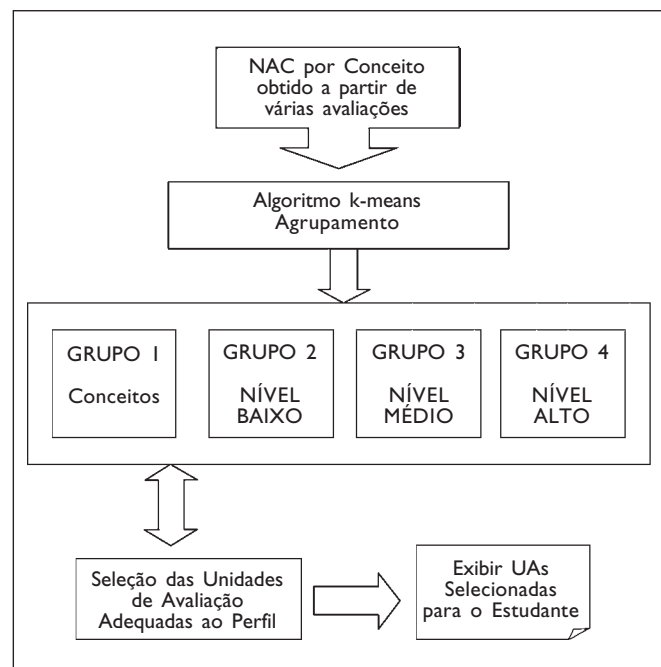 NAC por Conceito
obtido a partir de
várias avaliações
Algoritmo k-means
Agrupamento
GRUPO 1
Conceitos
GRUPO 2
NÍVEL
BAIXO
GRUPO 3
NÍVEL
MÉDIO
GRUPO 4
NÍVEL
ALTO
Seleção das Unidades
de Avaliação
Adequadas ao Perfil
Exibir UAs
Selecionadas
para o Estudante